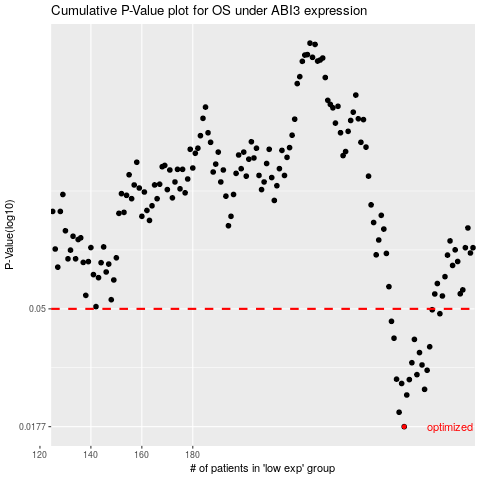 Cumulative P-Value plot for OS under ABI3 expression
P-Value(log10)
0.05
0.0177
optimized
120 140 160 180
# of patients in 'low exp' group